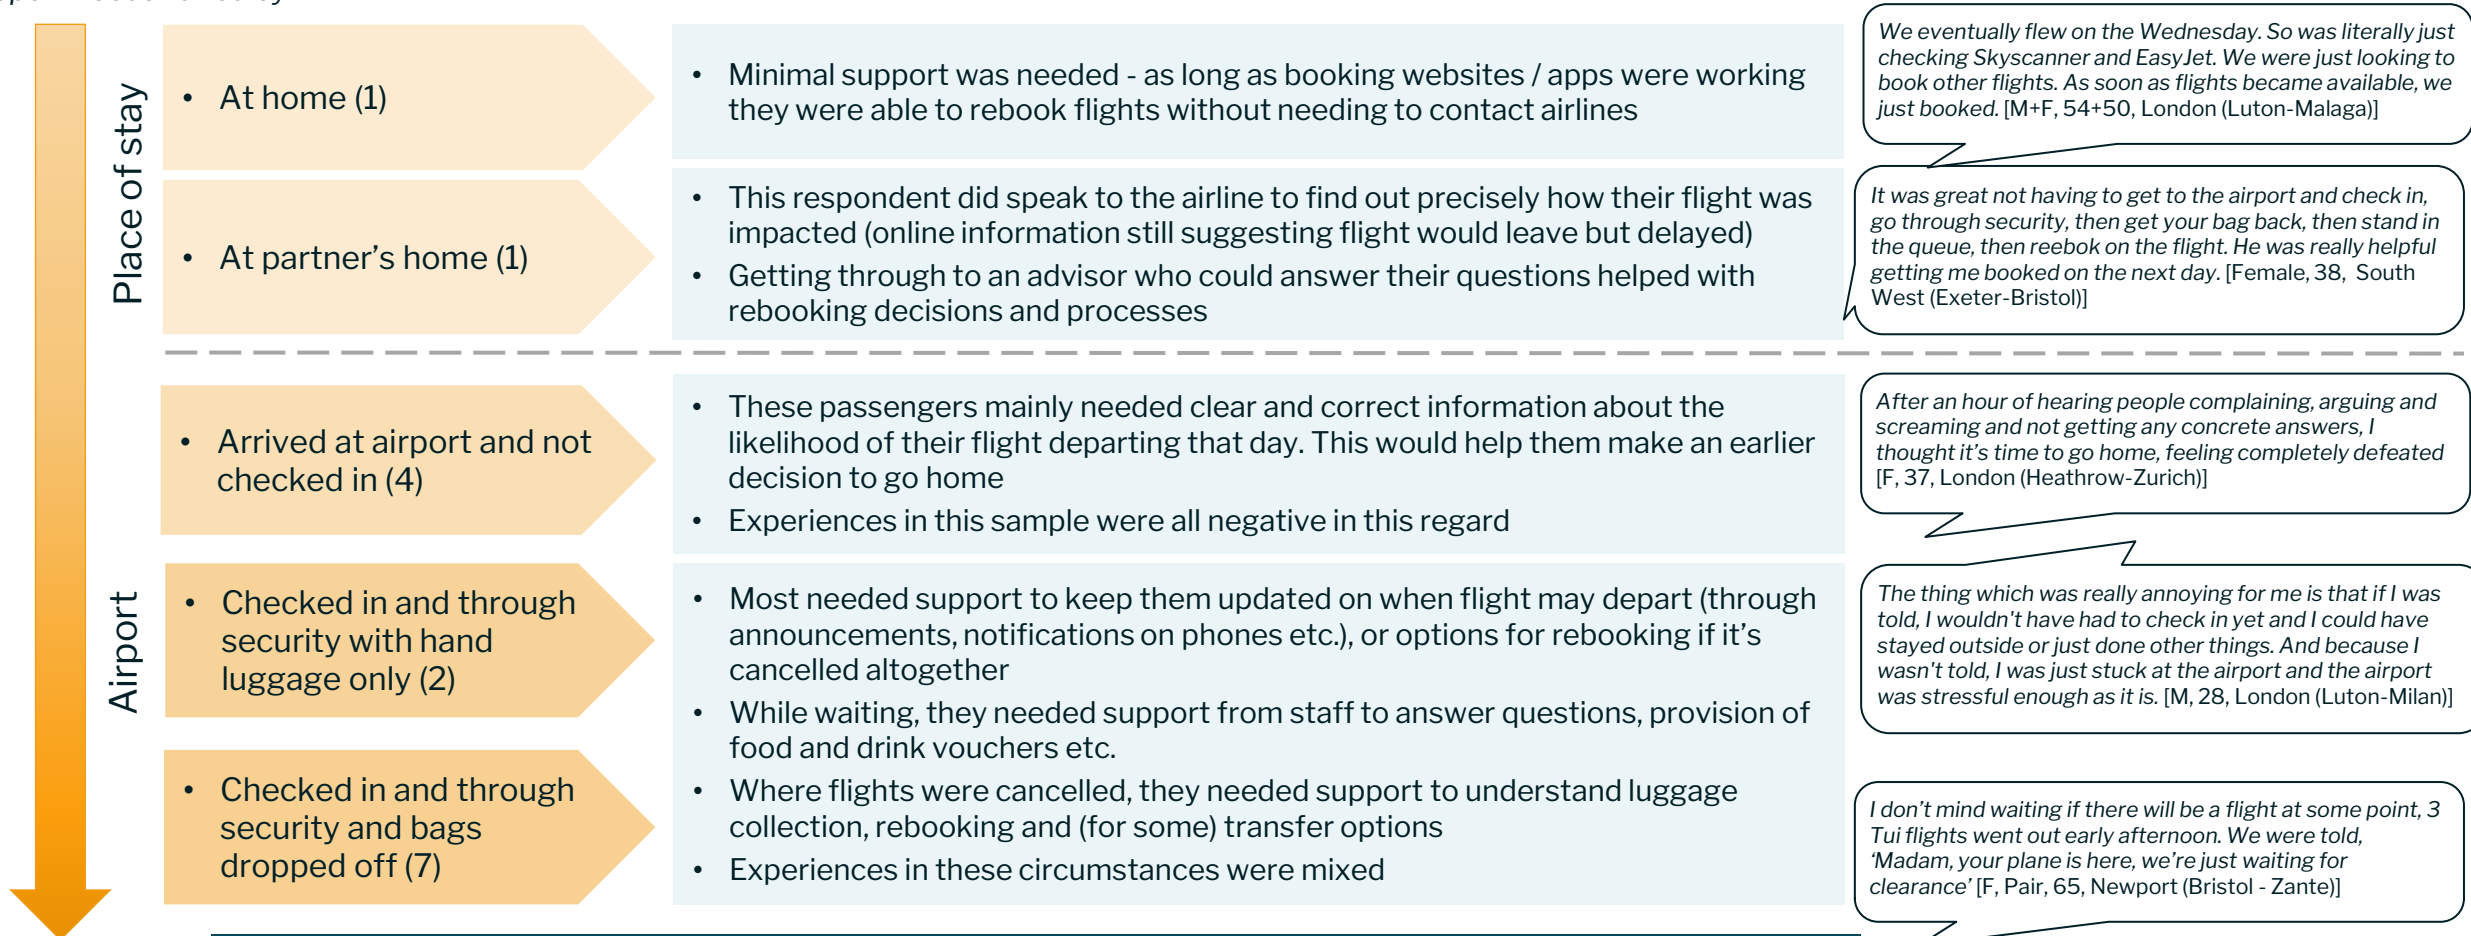 Place of stay
• At home (1)
• Minimal support was needed - as long as booking websites / apps were working
they were able to rebook flights without needing to contact airlines
We eventually flew on the Wednesday. So was literally just
checking Skyscanner and EasyJet. We were just looking to
book other flights. As soon as flights became available, we
just booked. [M+F, 54+50, London (Luton-Malaga)]
• At partner’s home (1)
• This respondent did speak to the airline to find out precisely how their flight was
impacted (online information still suggesting flight would leave but delayed)
• Getting through to an advisor who could answer their questions helped with
rebooking decisions and processes
It was great not having to get to the airport and check in,
go through security, then get your bag back, then stand in
the queue, then reebok on the flight. He was really helpful
getting me booked on the next day. [Female, 38, South
West (Exeter-Bristol)]
Airport
• Arrived at airport and not
checked in (4)
• These passengers mainly needed clear and correct information about the
likelihood of their flight departing that day. This would help them make an earlier
decision to go home
• Experiences in this sample were all negative in this regard
After an hour of hearing people complaining, arguing and
screaming and not getting any concrete answers, I
thought it’s time to go home, feeling completely defeated
[F, 37, London (Heathrow-Zurich)]
• Checked in and through
security with hand
luggage only (2)
• Checked in and through
security and bags
dropped off (7)
• Most needed support to keep them updated on when flight may depart (through
announcements, notifications on phones etc.), or options for rebooking if it’s
cancelled altogether
• While waiting, they needed support from staff to answer questions, provision of
food and drink vouchers etc.
• Where flights were cancelled, they needed support to understand luggage
collection, rebooking and (for some) transfer options
• Experiences in these circumstances were mixed
The thing which was really annoying for me is that if I was
told, I wouldn't have had to check in yet and I could have
stayed outside or just done other things. And because I
wasn't told, I was just stuck at the airport and the airport
was stressful enough as it is. [M, 28, London (Luton-Milan)]
I don’t mind waiting if there will be a flight at some point, 3
Tui flights went out early afternoon. We were told,
‘Madam, your plane is here, we’re just waiting for
clearance’ [F, Pair, 65, Newport (Bristol - Zante)]